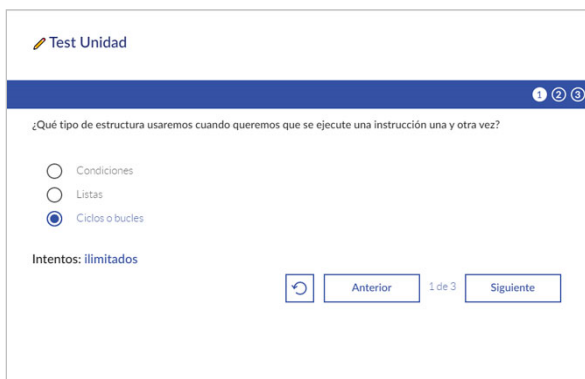 Test Unidad
1 2 3
¿Qué tipo de estructura usaremos cuando queremos que se ejecute una instrucción una y otra vez?
Condiciones
Listas
Ciclos o bucles
Intentos: ilimitados
Anterior 1 de 3 Siguiente